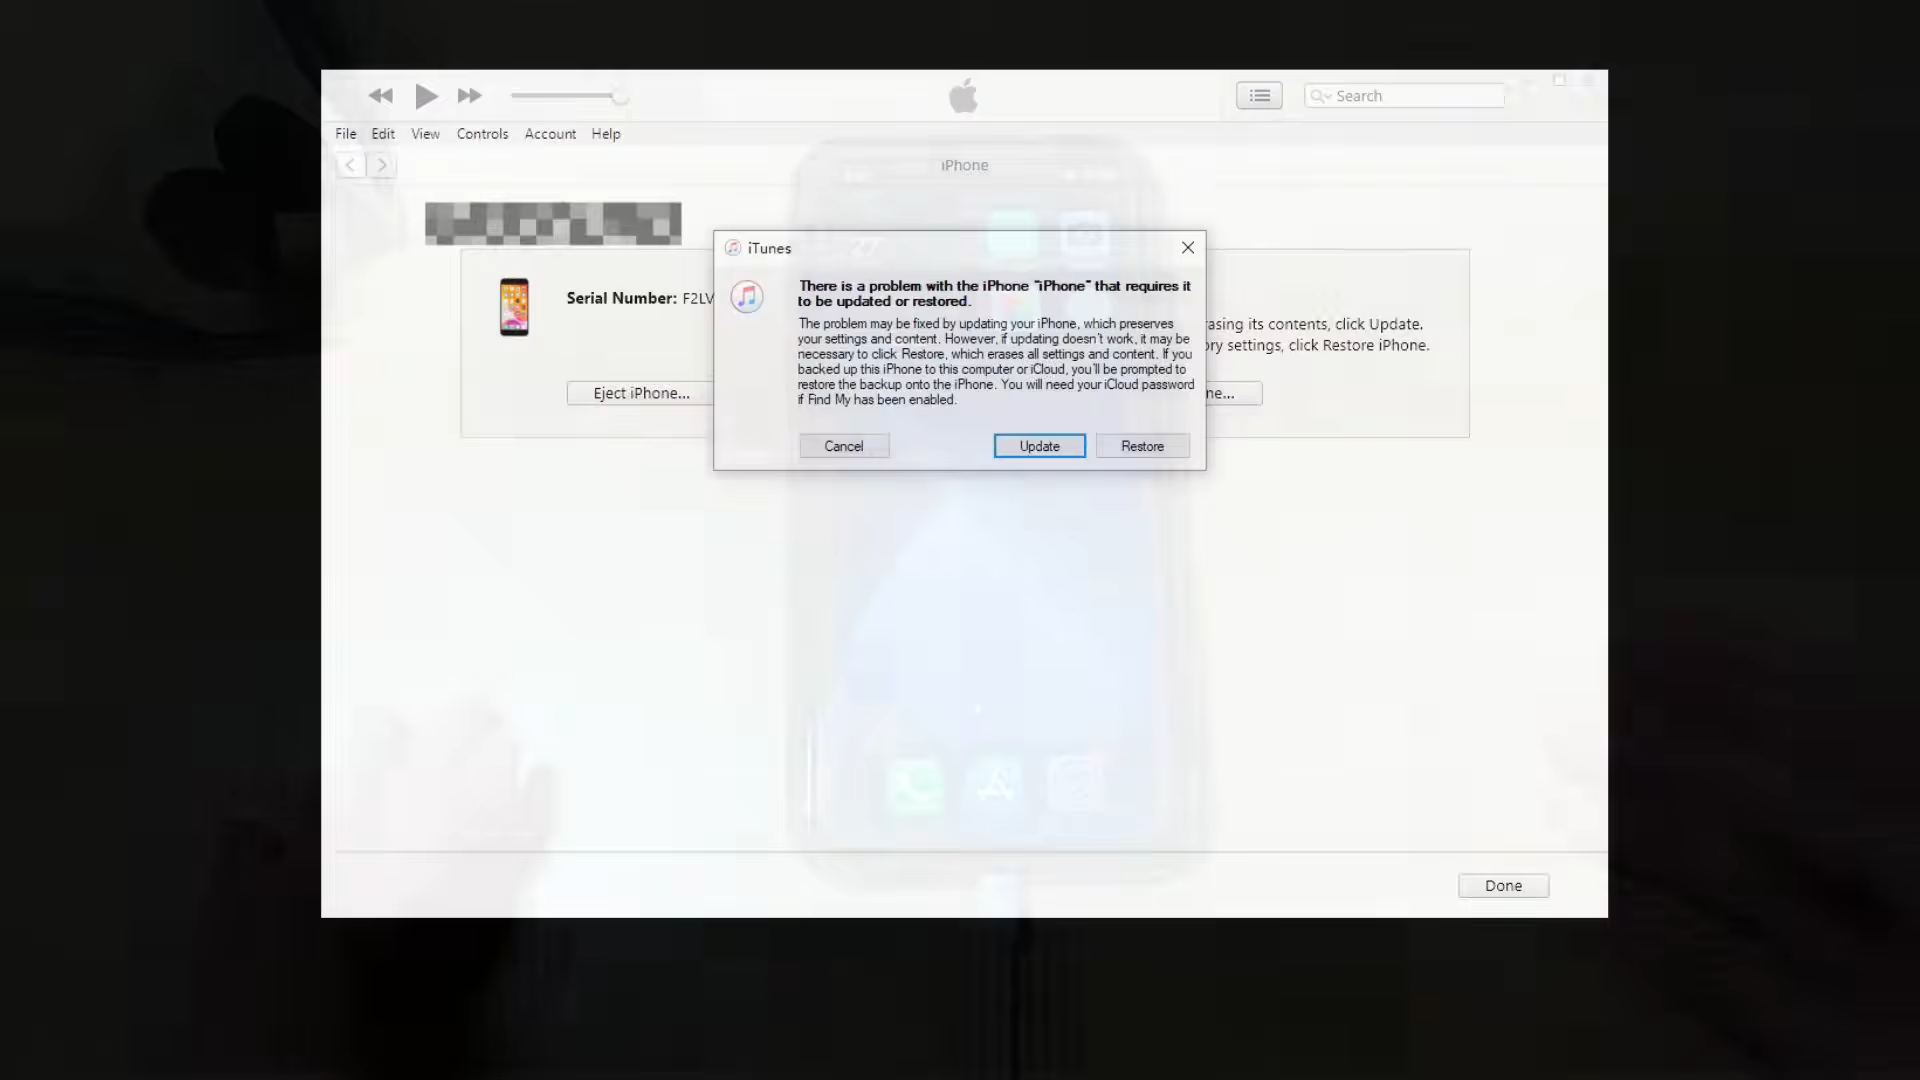 Search
File Edit View Controls Account Help
iPhone
iTunes
There is a problem with the iPhone "iPhone" that requires it
to be updated or restored.
The problem may be fixed by updating your iPhone, which preserves
your settings and content. However, if updating doesn't work, it may be
necessary to click Restore, which erases all settings and content. If you
backed up this iPhone to this computer or iCloud, you'll be prompted to
restore the backup onto the iPhone. You will need your iCloud password
if Find My has been enabled.
Cancel Update Restore
Serial Number: F2LV
Eject iPhone...
asing its contents, click Update.
ory settings, click Restore iPhone.
ne...
Done